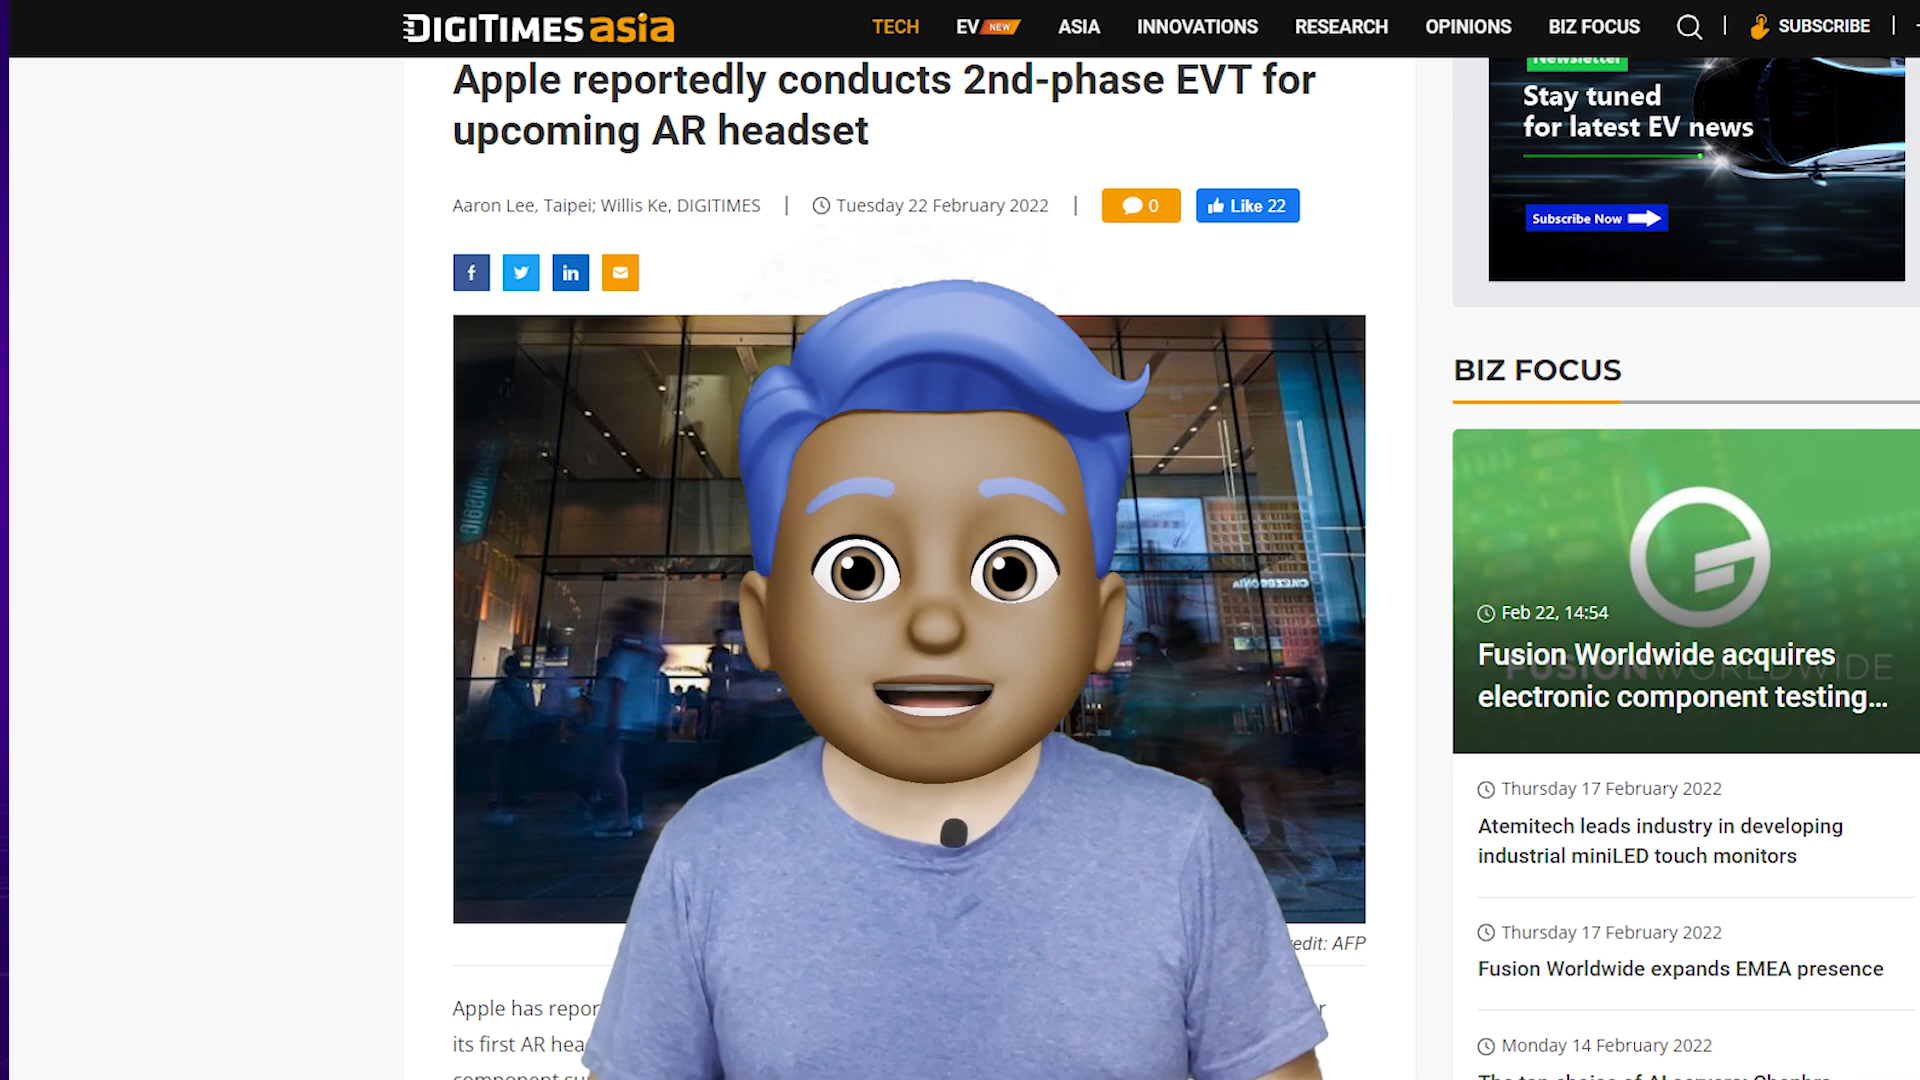 DIGITIMES asia
TECH
EV NEW
ASIA
INNOVATIONS
RESEARCH
OPINIONS
BIZ FOCUS
SUBSCRIBE
Apple reportedly conducts 2nd-phase EVT for
upcoming AR headset
Aaron Lee, Taipei; Willis Ke, DIGITIMES
Tuesday 22 February 2022
0
Like 22
Apple has repor
its first AR hea
Newsletter
Stay tuned
for latest EV news
Subscribe Now
BIZ FOCUS
FUSION WORLDWIDE
Feb 22, 14:54
Fusion Worldwide acquires
electronic component testing...
Thursday 17 February 2022
Atemitech leads industry in developing
industrial miniLED touch monitors
Thursday 17 February 2022
Fusion Worldwide expands EMEA presence
Monday 14 February 2022
edit: AFP